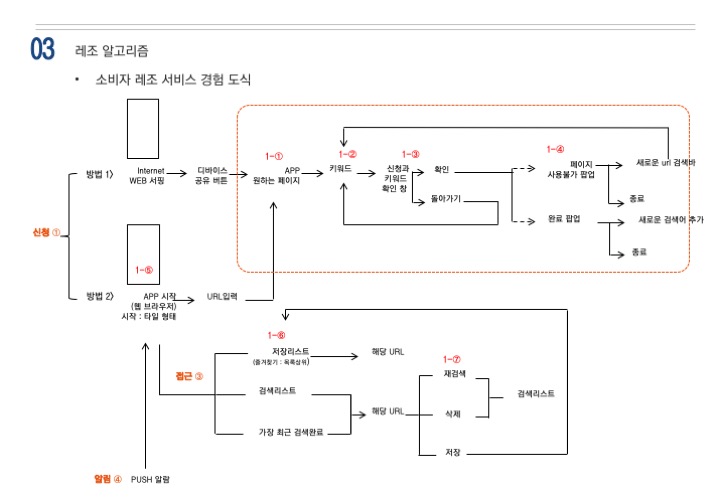 03
레조 알고리즘
• 소비자 레조 서비스 경험 도식
신청 ①
방법 1)
Internet
WEB 서핑
디바이스
공유 버튼
1-①
APP
원하는 페이지
1-②
키워드
1-③
신청과
키워드
확인 창
확인
돌아가기
1-④
페이지
사용불가 팝업
새로운 url 검색바
종료
완료 팝업
새로운 검색어 추가
종료
방법 2)
1-⑤
APP 시작
(웹 브라우저)
시작 : 타일 형태
URL입력
접근 ③
1-⑥
저장리스트
(즐겨찾기 : 목록상위)
해당 URL
검색리스트
가장 최근 검색완료
해당 URL
1-⑦
재검색
삭제
저장
검색리스트
알림 ④
PUSH 알람